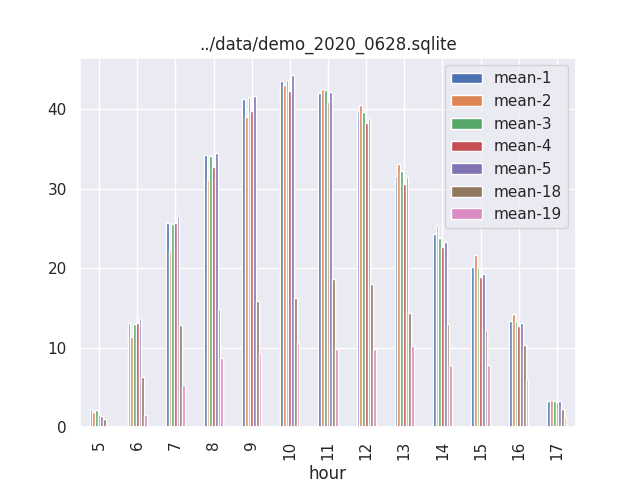 ../data/demo_2020_0628.sqlite
mean-1
mean-2
mean-3
mean-4
mean-5
mean-18
mean-19
40
30
20
10
0
5 6 7 8 9 10 11 12 13 14 15 16 17
hour